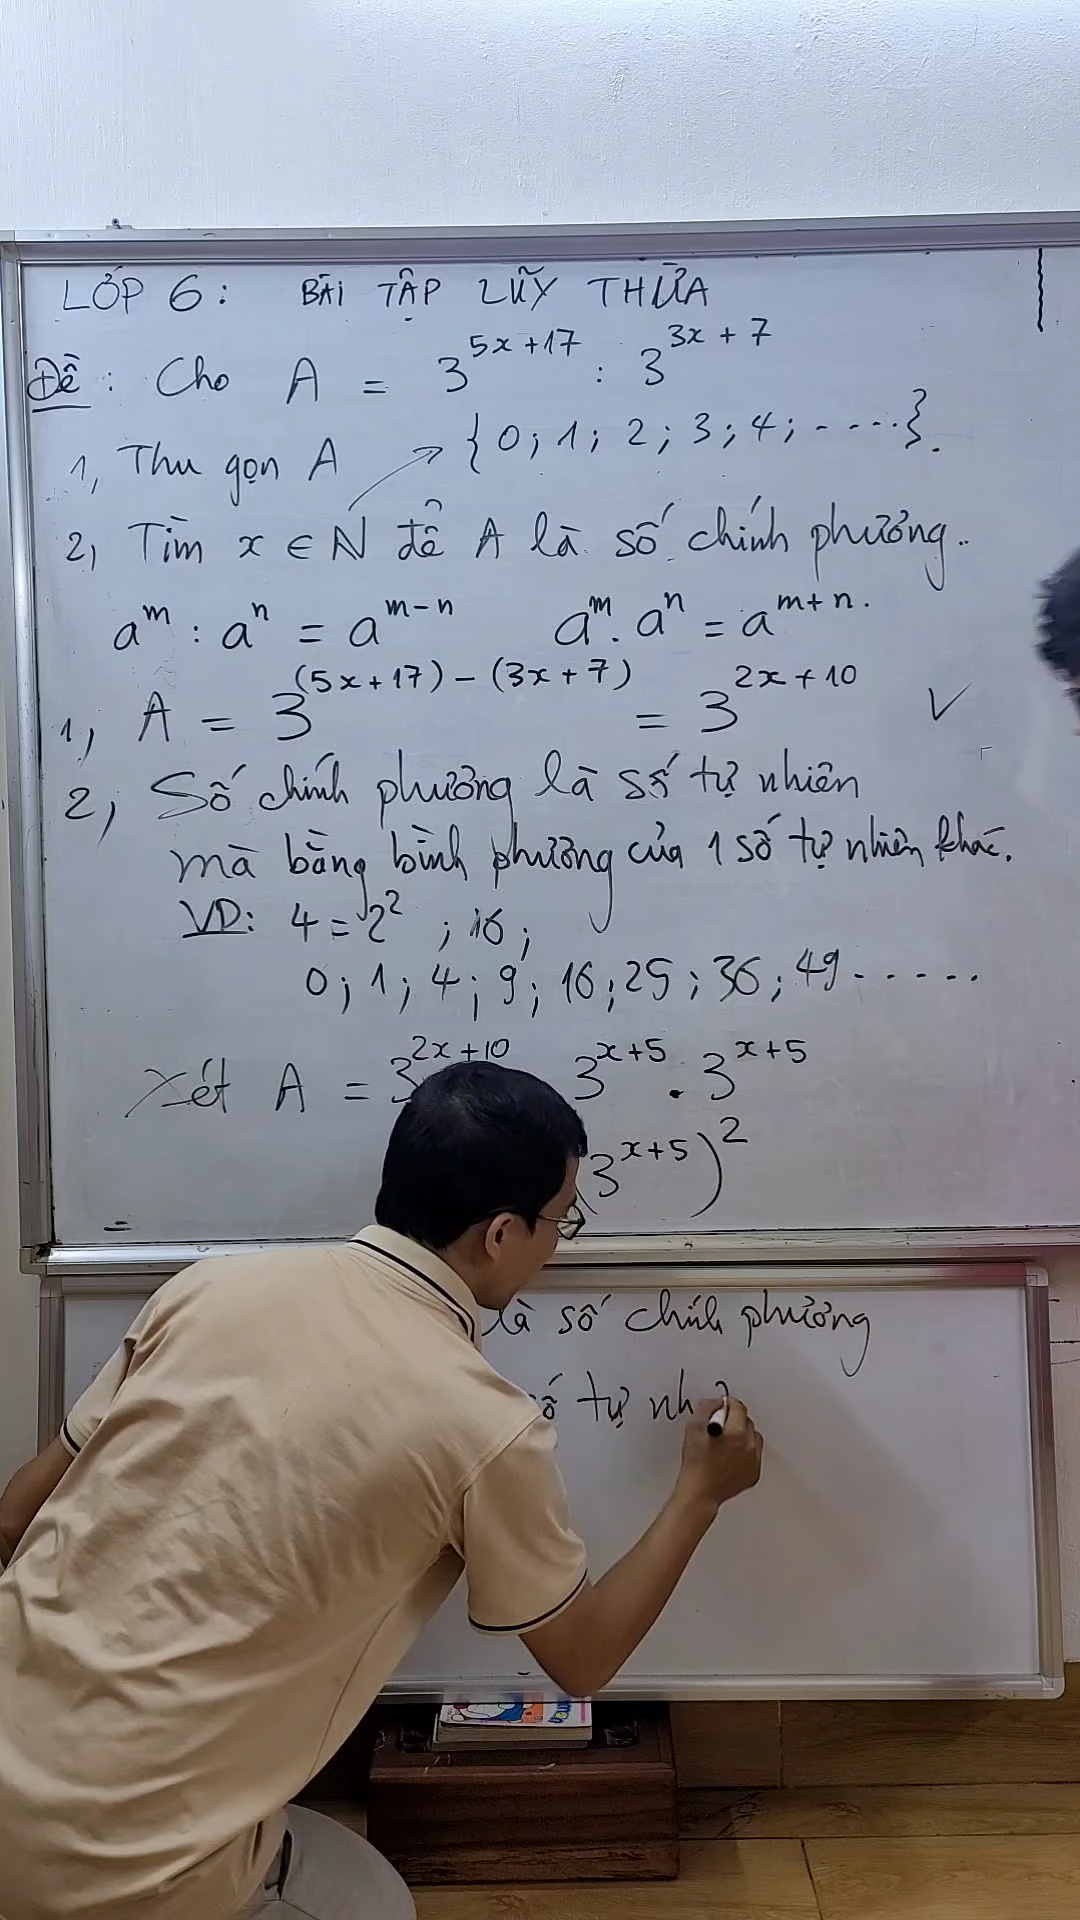 LỚP 6: BÀI TẬP LŨY THỪA
Đề: Cho A = 3^{5x+17} : 3^{3x+7}
1, Thu gọn A → {0; 1; 2; 3; 4; .....}.
2, Tìm x ∈ N để A là số chính phương.
a^m : a^n = a^{m-n} a^m . a^n = a^{m+n}.
1, A = 3^{(5x+17)-(3x+7)} = 3^{2x+10} ✓
2, Số chính phương là số tự nhiên
mà bằng bình phương của 1 số tự nhiên khác.
VD: 4 = 2^2 ; 16;
0; 1; 4; 9; 16; 25; 36; 49......
Xét A = 3^{2x+10} 3^{x+5} . 3^{x+5}
(3^{x+5})^2
là số chính phương
số tự nh